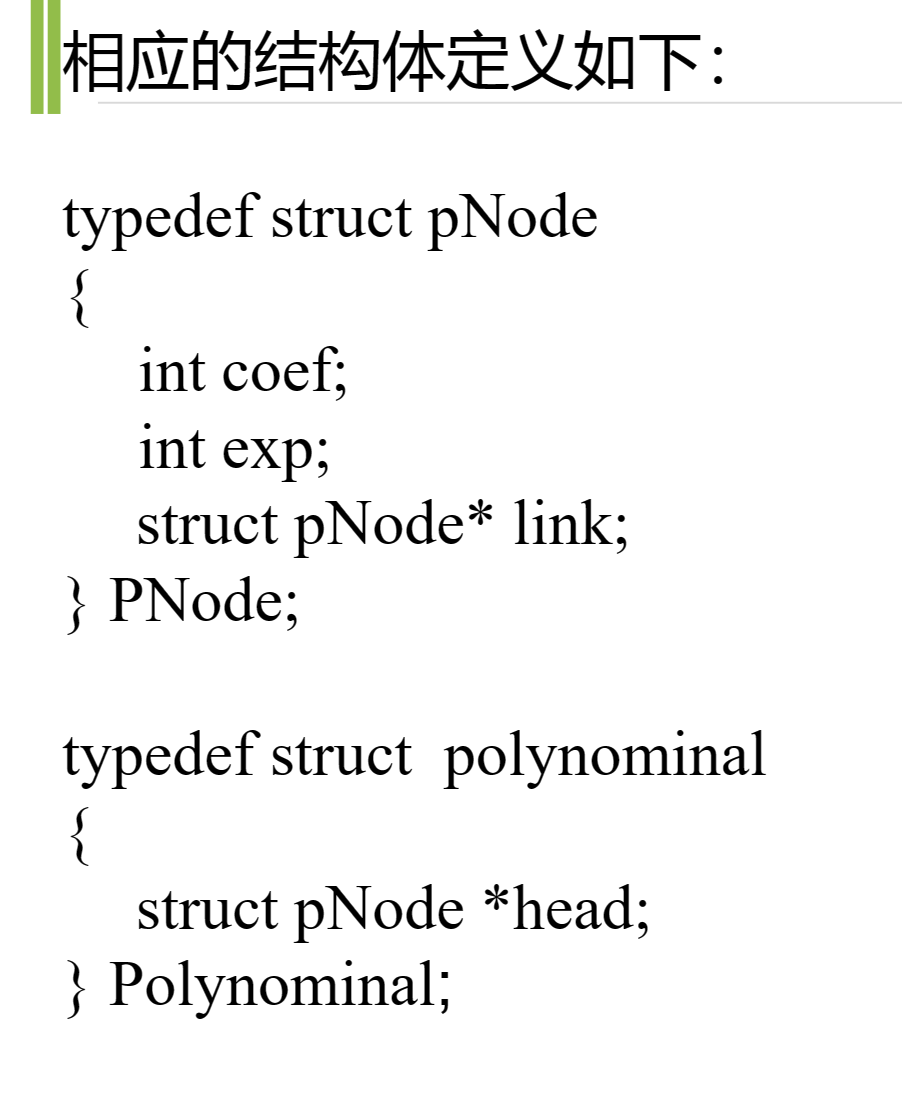 相应的结构体定义如下：
typedef struct pNode
{
int coef;
int exp;
struct pNode* link;
} PNode;
typedef struct polynominal
{
struct pNode *head;
} Polynominal;